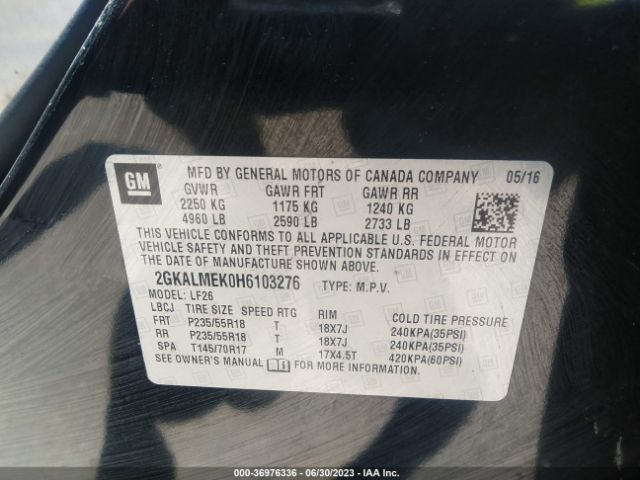 GM
MFD BY GENERAL MOTORS OF CANADA COMPANY 05/16
GVWR GAWR FRT GAWR RR
2250 KG 1175 KG 1240 KG
4960 LB 2590 LB 2733 LB
THIS VEHICLE CONFORMS TO ALL APPLICABLE U.S. FEDERAL MOTOR
VEHICLE SAFETY AND THEFT PREVENTION STANDARDS IN EFFECT ON
THE DATE OF MANUFACTURE SHOWN ABOVE.
2GKALMEK0H6103276 TYPE: M.P.V.
MODEL: LF26
LBCJ TIRE SIZE SPEED RTG RIM COLD TIRE PRESSURE
FRT P235/55R18 T 18X7J 240KPA(35PSI)
RR P235/55R18 T 18X7J 240KPA(35PSI)
SPA T145/70R17 M 17X4.5T 420KPA(60PSI)
SEE OWNER'S MANUAL FOR MORE INFORMATION
000-36976336 - 06/30/2023 - IAA Inc.